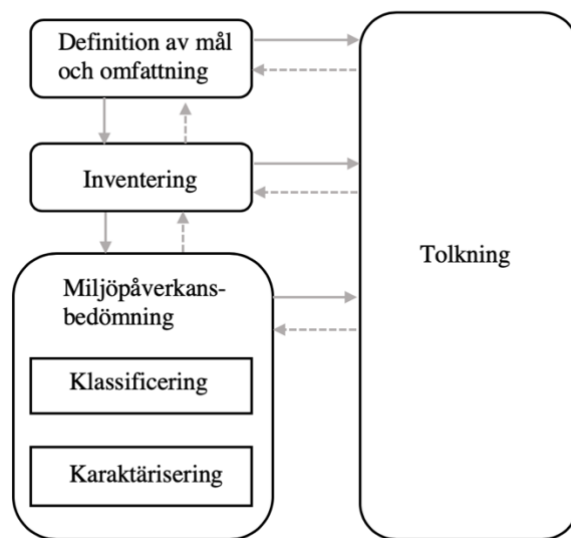 Definition av mål
och omfattning
Inventering
Tolkning
Miljöpåverkans-
bedömning
Klassificering
Karaktärisering